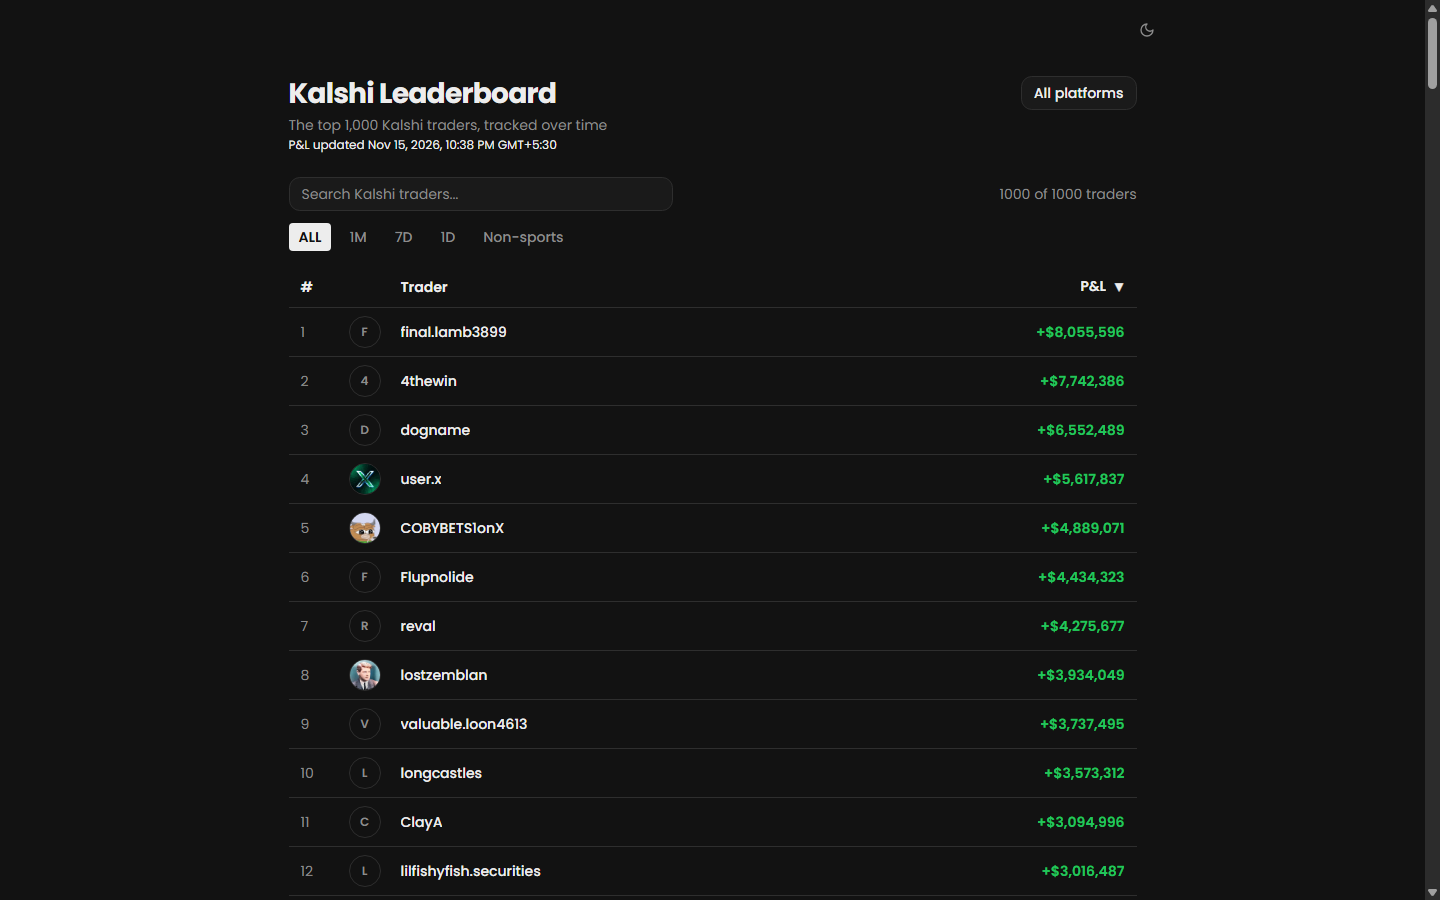 Kalshi Leaderboard
All platforms
The top 1,000 Kalshi traders, tracked over time
P&L updated Nov 15, 2026, 10:38 PM GMT+5:30
Search Kalshi traders...
1000 of 1000 traders
ALL 1M 7D 1D Non-sports
# Trader P&L ▼
1 F final.lamb3899 +$8,055,596
2 4 4thewin +$7,742,386
3 D dogname +$6,552,489
4 X user.x +$5,617,837
5 COBYBETS1onX +$4,889,071
6 F Flupnolide +$4,434,323
7 R reval +$4,275,677
8 lostzemblan +$3,934,049
9 V valuable.loon4613 +$3,737,495
10 L longcastles +$3,573,312
11 C ClayA +$3,094,996
12 L lilfishyfish.securities +$3,016,487